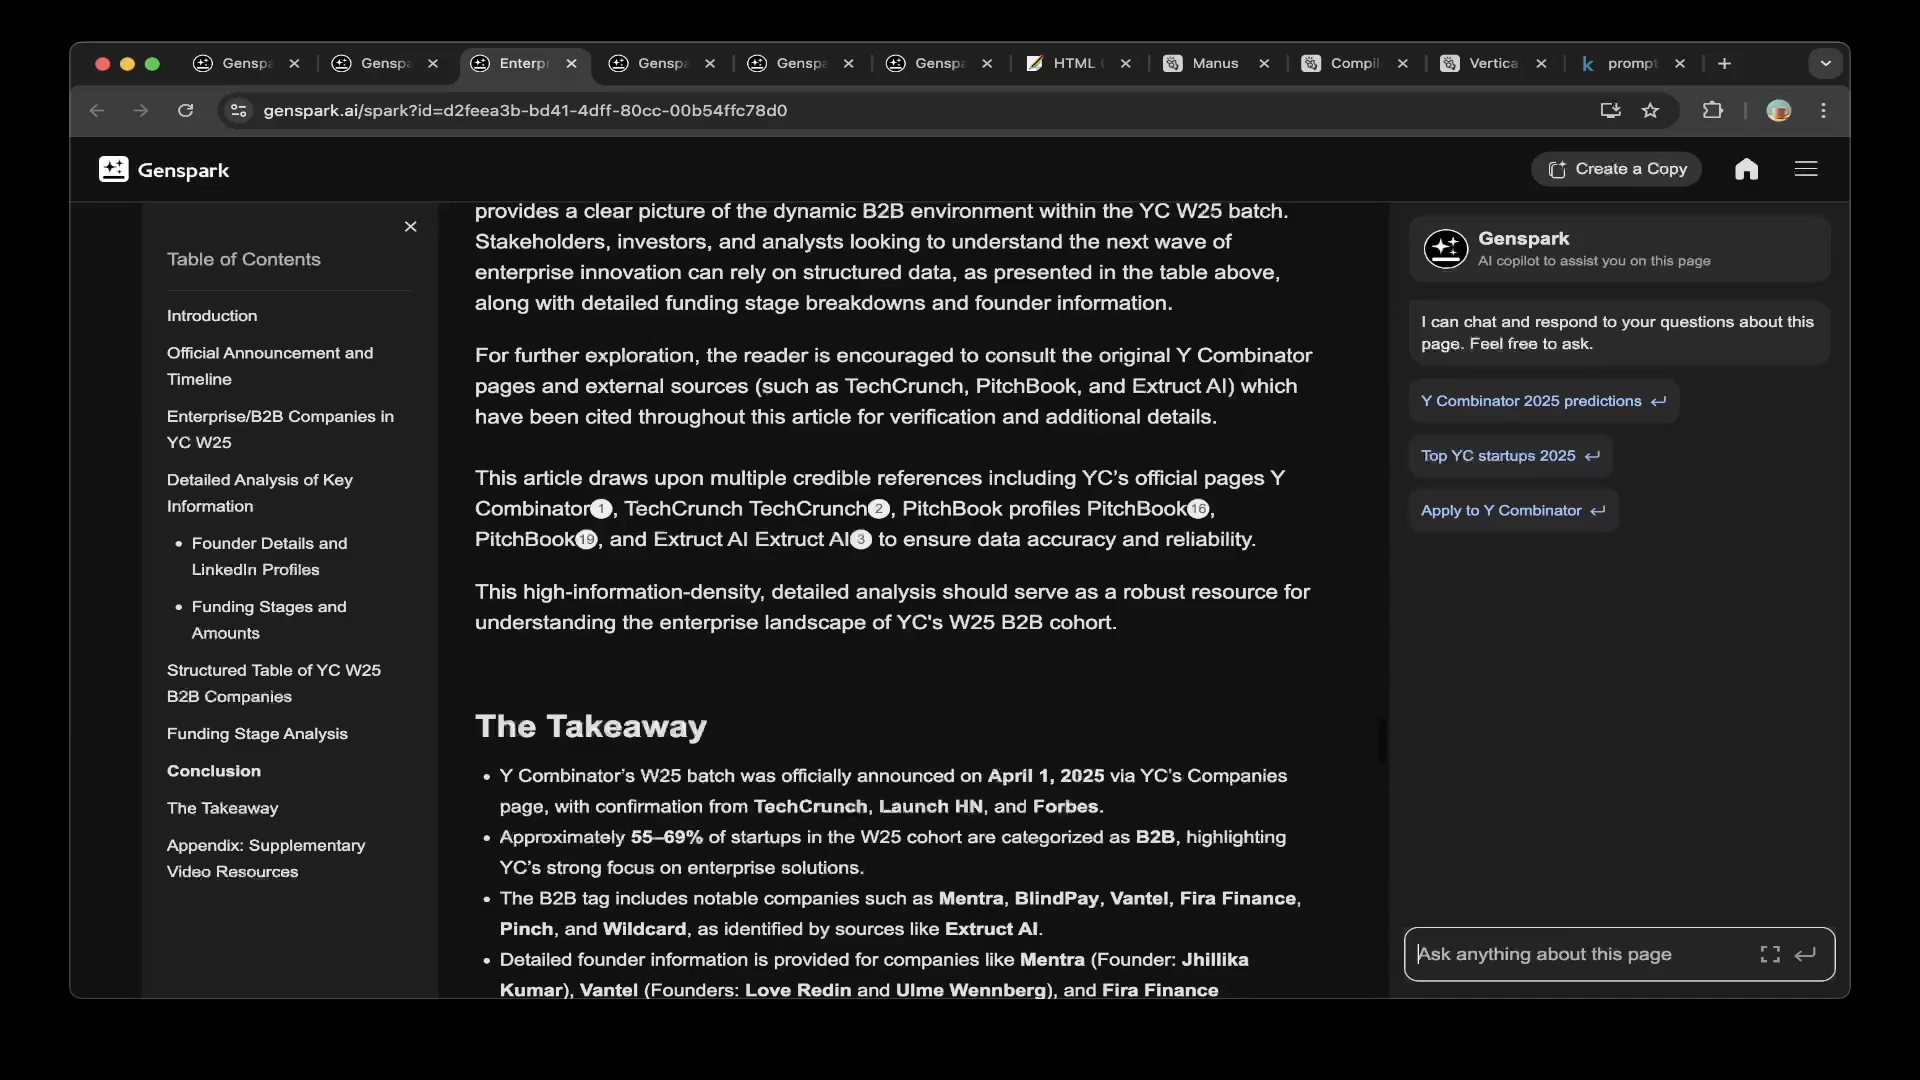 Genspa
Genspa
Enterp
Genspa
Genspa
Genspa
HTML
Manus
Compil
Vertica
k prompt
genspark.ai/spark?id=d2feea3b-bd41-4dff-80cc-00b54ffc78d0
Genspark
Create a Copy
Table of Contents
Introduction
Official Announcement and
Timeline
Enterprise/B2B Companies in
YC W25
Detailed Analysis of Key
Information
• Founder Details and
LinkedIn Profiles
• Funding Stages and
Amounts
Structured Table of YC W25
B2B Companies
Funding Stage Analysis
Conclusion
The Takeaway
Appendix: Supplementary
Video Resources
provides a clear picture of the dynamic B2B environment within the YC W25 batch.
Stakeholders, investors, and analysts looking to understand the next wave of
enterprise innovation can rely on structured data, as presented in the table above,
along with detailed funding stage breakdowns and founder information.
For further exploration, the reader is encouraged to consult the original Y Combinator
pages and external sources (such as TechCrunch, PitchBook, and Extruct AI) which
have been cited throughout this article for verification and additional details.
This article draws upon multiple credible references including YC's official pages Y
Combinator 1, TechCrunch TechCrunch 2, PitchBook profiles PitchBook 16,
PitchBook 19, and Extruct AI Extruct AI 3 to ensure data accuracy and reliability.
This high-information-density, detailed analysis should serve as a robust resource for
understanding the enterprise landscape of YC's W25 B2B cohort.
The Takeaway
• Y Combinator's W25 batch was officially announced on April 1, 2025 via YC's Companies
page, with confirmation from TechCrunch, Launch HN, and Forbes.
• Approximately 55–69% of startups in the W25 cohort are categorized as B2B, highlighting
YC's strong focus on enterprise solutions.
• The B2B tag includes notable companies such as Mentra, BlindPay, Vantel, Fira Finance,
Pinch, and Wildcard, as identified by sources like Extruct AI.
• Detailed founder information is provided for companies like Mentra (Founder: Jhillika
Kumar), Vantel (Founders: Love Redin and Ulme Wennberg), and Fira Finance
Genspark
AI copilot to assist you on this page
I can chat and respond to your questions about this
page. Feel free to ask.
Y Combinator 2025 predictions
Top YC startups 2025
Apply to Y Combinator
Ask anything about this page